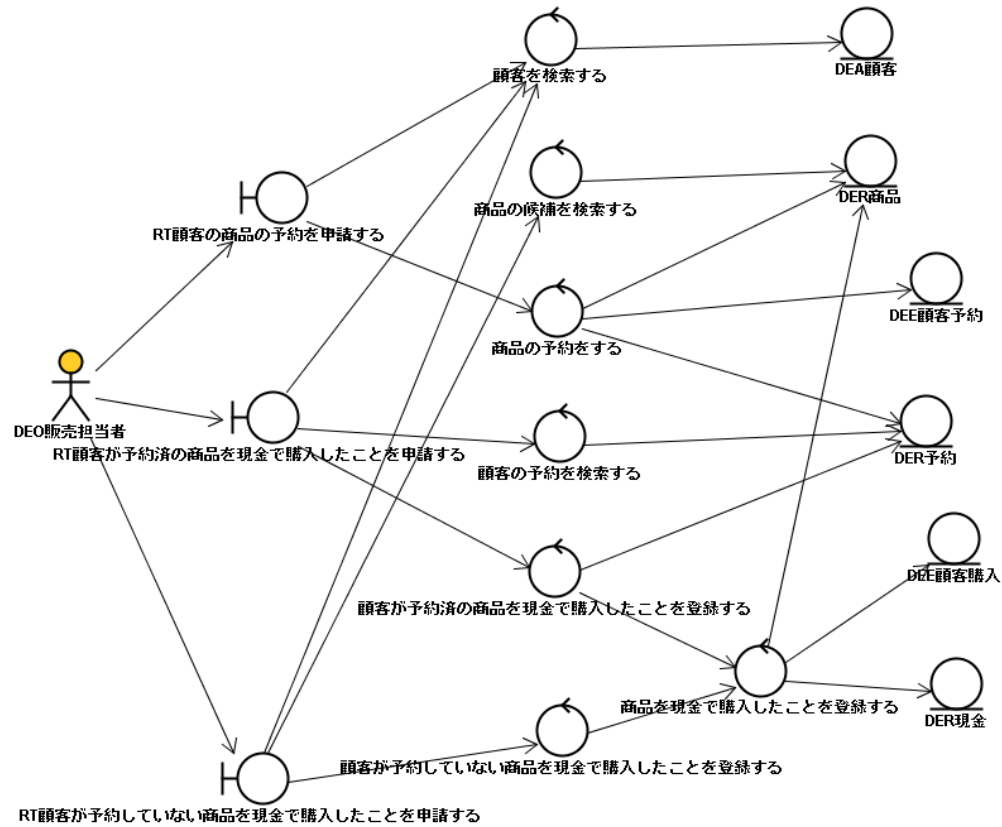 顧客を検索する
DEA顧客
商品の候補を検索する
DER商品
RT顧客の商品の予約を申請する
DEE顧客予約
商品の予約をする
DEO販売担当者
RT顧客が予約済の商品を現金で購入したことを申請する
顧客の予約を検索する
DER予約
DEE顧客購入
顧客が予約済の商品を現金で購入したことを登録する
商品を現金で購入したことを登録する
DER現金
顧客が予約していない商品を現金で購入したことを登録する
RT顧客が予約していない商品を現金で購入したことを申請する